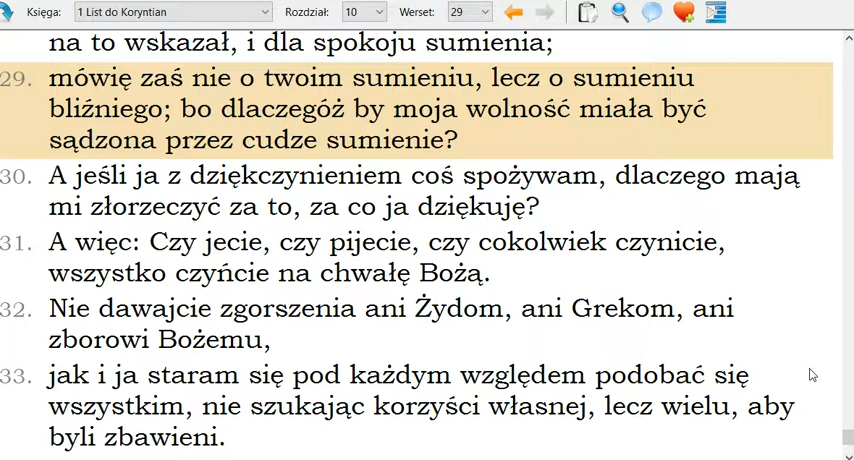 Księga: 1 List do Koryntian Rozdział: 10 Werset: 29
na to wskazał, i dla spokoju sumienia;
29. mówię zaś nie o twoim sumieniu, lecz o sumieniu
bliźniego; bo dlaczegóż by moja wolność miała być
sądzona przez cudze sumienie?
30. A jeśli ja z dziękczynieniem coś spożywam, dlaczego mają
mi złorzeczyć za to, za co ja dziękuję?
31. A więc: Czy jecie, czy pijecie, czy cokolwiek czynicie,
wszystko czyńcie na chwałę Bożą.
32. Nie dawajcie zgorszenia ani Żydom, ani Grekom, ani
zborowi Bożemu,
33. jak i ja staram się pod każdym względem podobać się
wszystkim, nie szukając korzyści własnej, lecz wielu, aby
byli zbawieni.